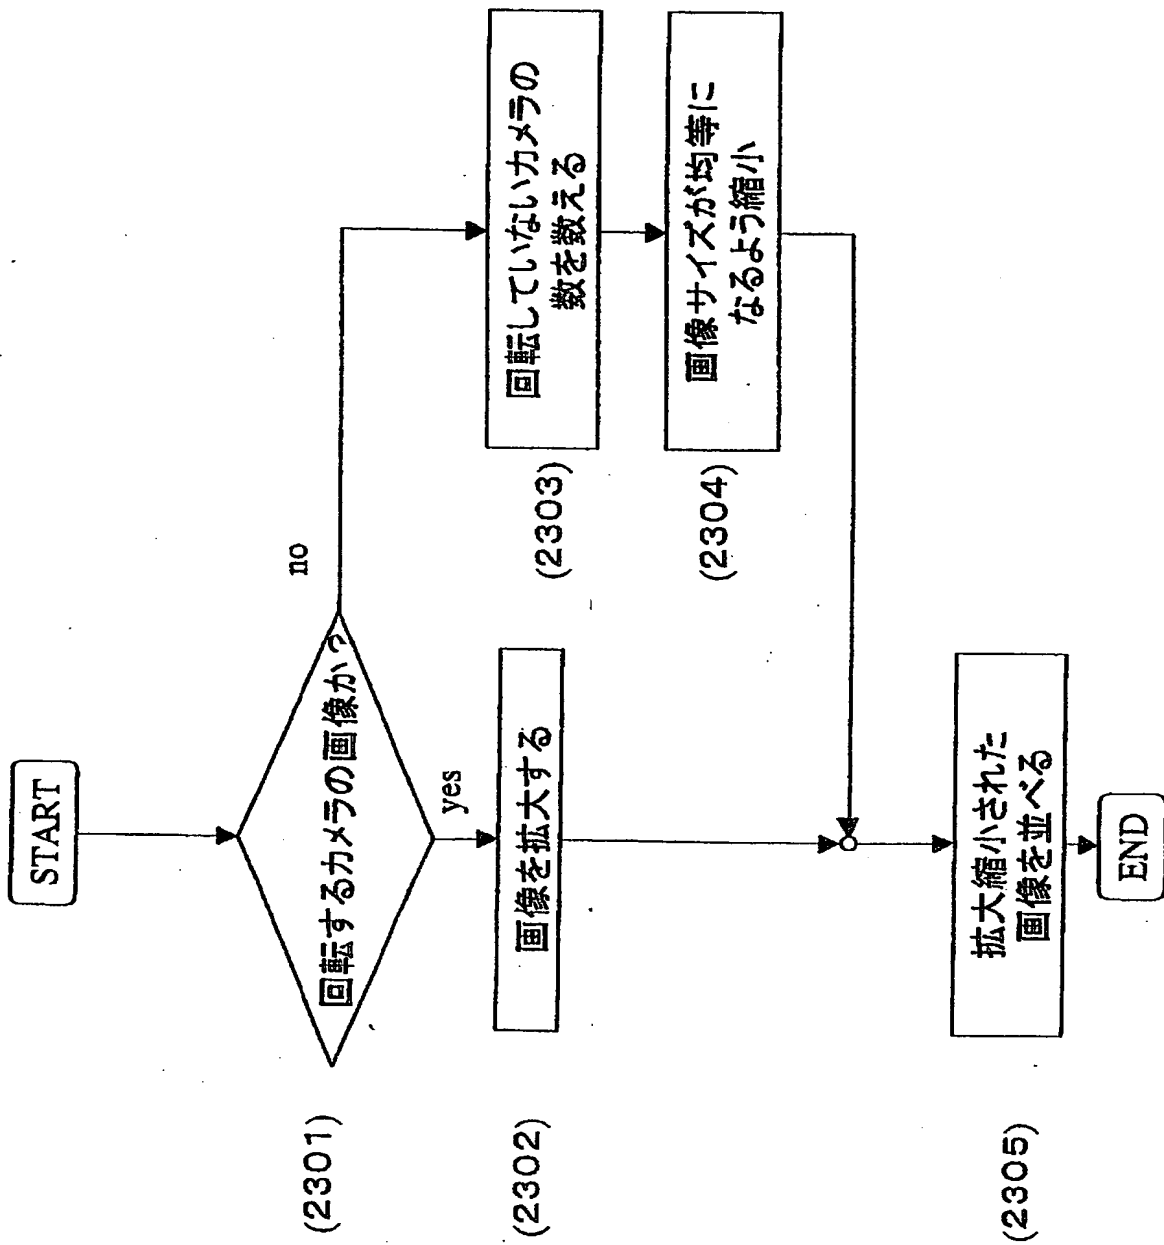 START
(2301)
回転するカメラの画像か？
no
yes
(2302)
画像を拡大する
(2303)
回転していないカメラの
数を数える
(2304)
画像サイズが均等に
なるよう縮小
(2305)
拡大縮小された
画像を並べる
END